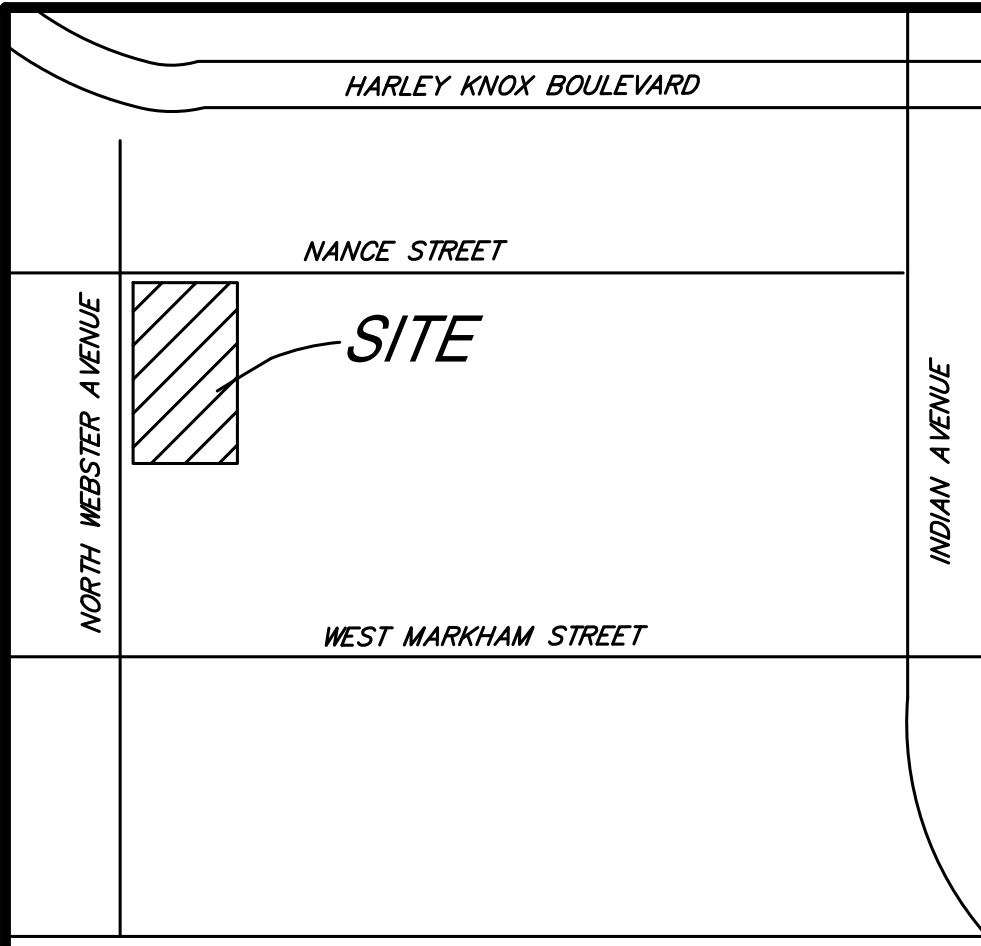 HARLEY KNOX BOULEVARD
NANCE STREET
NORTH WEBSTER AVENUE
SITE
INDIAN AVENUE
WEST MARKHAM STREET